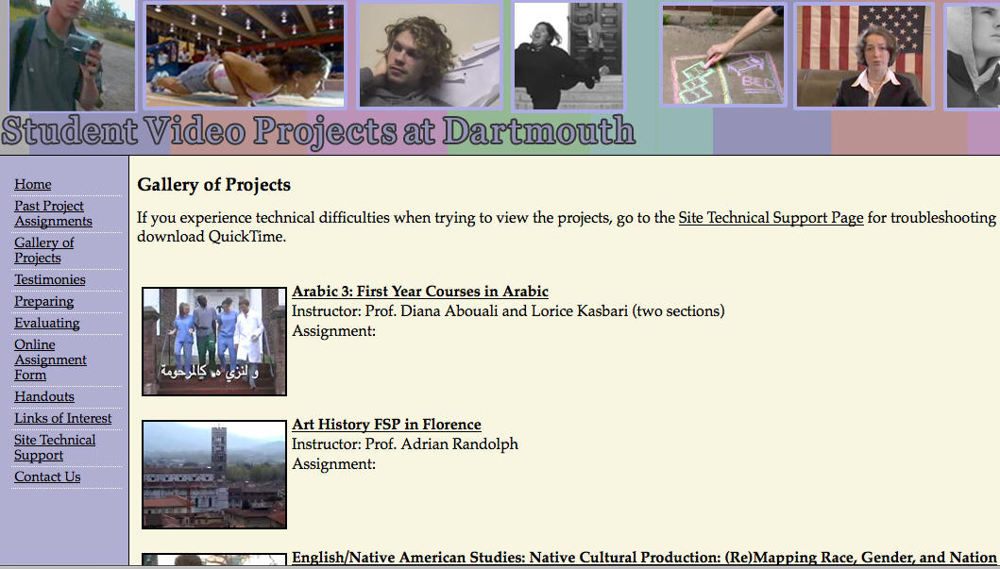 BED
Student Video Projects at Dartmouth
Home
Past Project
Assignments
Gallery of
Projects
Testimonies
Preparing
Evaluating
Online
Assignment
Form
Handouts
Links of Interest
Site Technical
Support
Contact Us
Gallery of Projects
If you experience technical difficulties when trying to view the projects, go to the Site Technical Support Page for troubleshooting
download QuickTime.
Arabic 3: First Year Courses in Arabic
Instructor: Prof. Diana Abouali and Lorice Kasbari (two sections)
Assignment:
Art History FSP in Florence
Instructor: Prof. Adrian Randolph
Assignment:
English/Native American Studies: Native Cultural Production: (Re)Mapping Race, Gender, and Nation